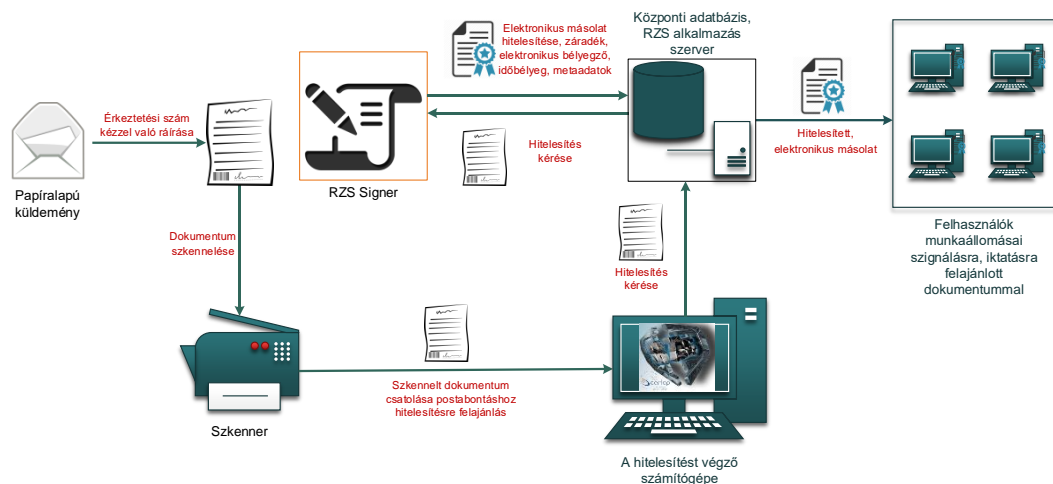 Elektronikus másolat
hitelesítése, záradék,
elektronikus bélyegző,
időbélyeg, metaadatok
Központi adatbázis,
RZS alkalmazás
szerver
Érkeztetési szám
kézzel való ráírása
Hitelesítés
kérése
Hitelesített,
elektronikus másolat
Papíralapú
küldemény
RZS Signer
Felhasználók
munkaállomásai
szignálásra, iktatásra
felajánlott
dokumentummal
Dokumentum
szkennelése
Hitelesítés
kérése
Szkennelt dokumentum
csatolása postabontáshoz
hitelesítésre felajánlás
Szkenner
A hitelesítést végző
számítógépe